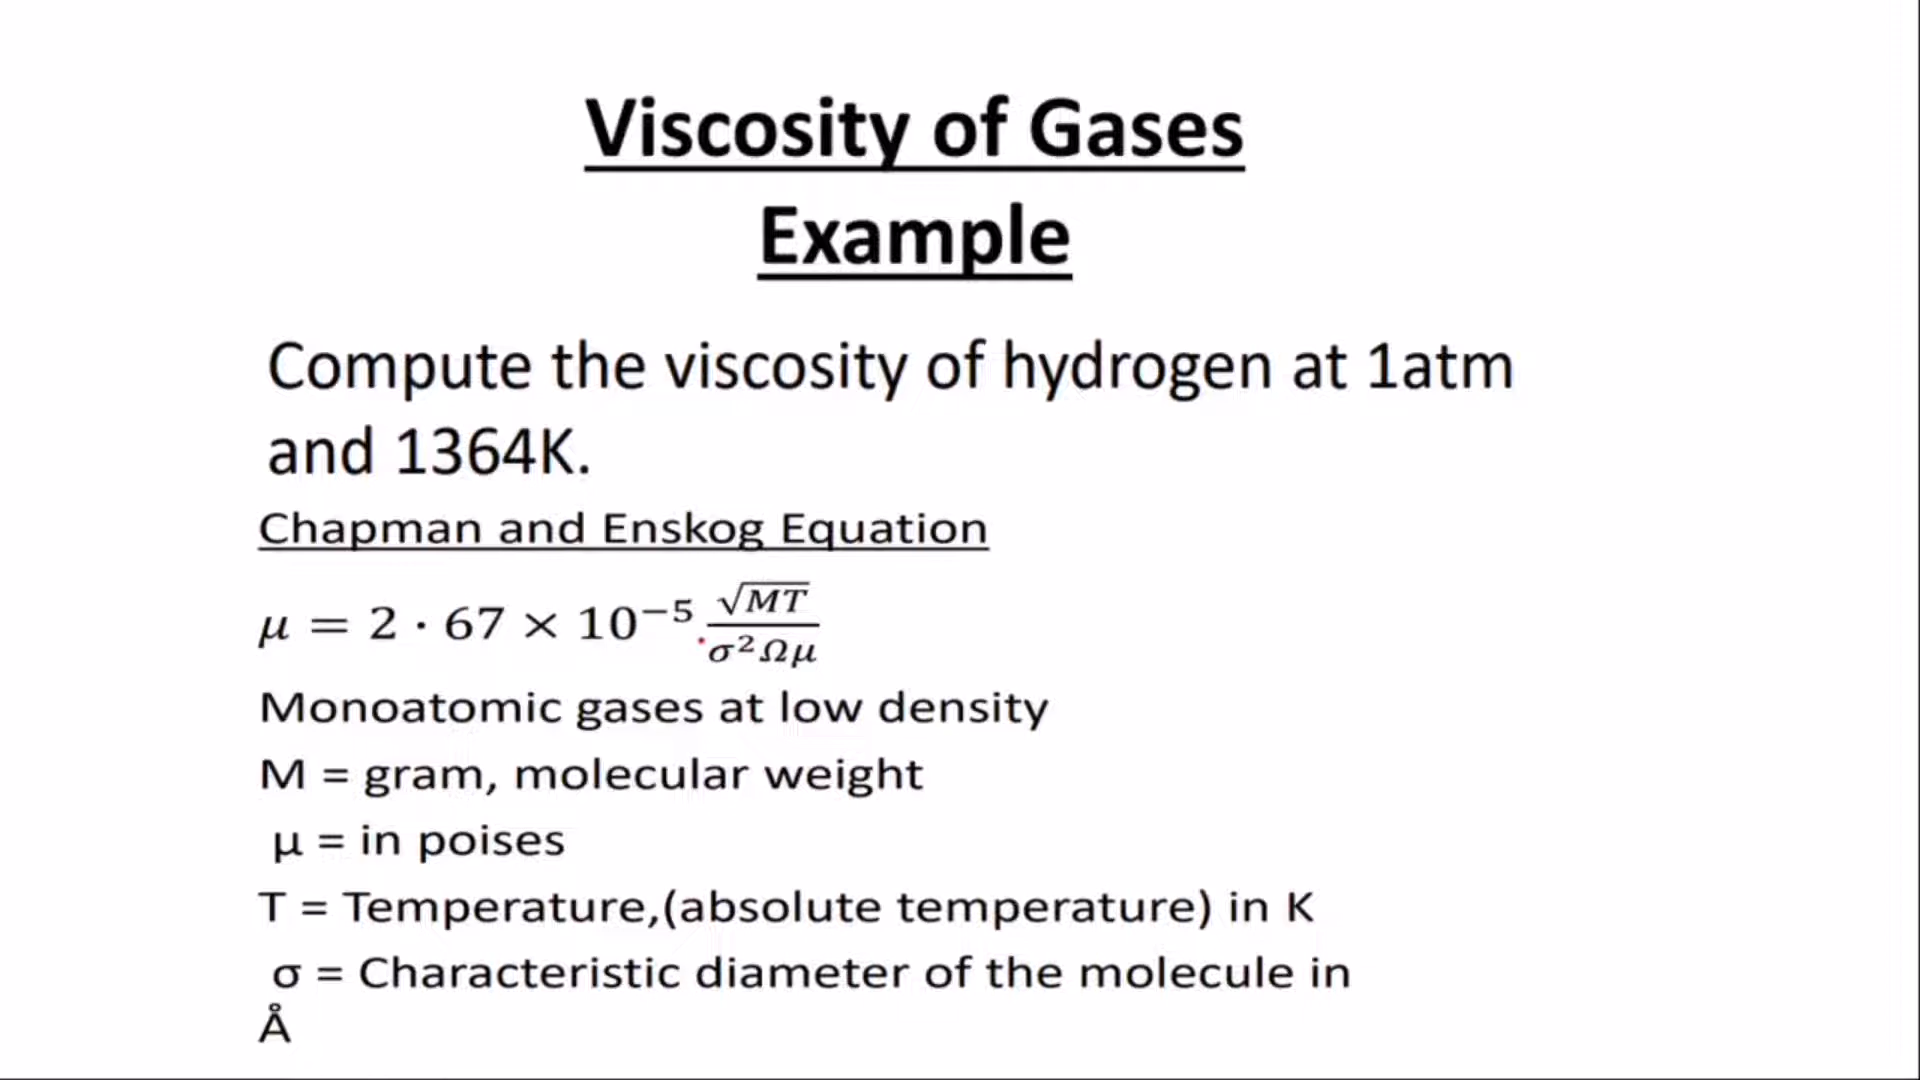 Viscosity of Gases
Example
Compute the viscosity of hydrogen at 1atm
and 1364K.
Chapman and Enskog Equation
μ = 2 · 67 × 10⁻⁵ √MT / σ²Ωμ
Monoatomic gases at low density
M = gram, molecular weight
μ = in poises
T = Temperature,(absolute temperature) in K
σ = Characteristic diameter of the molecule in
Å